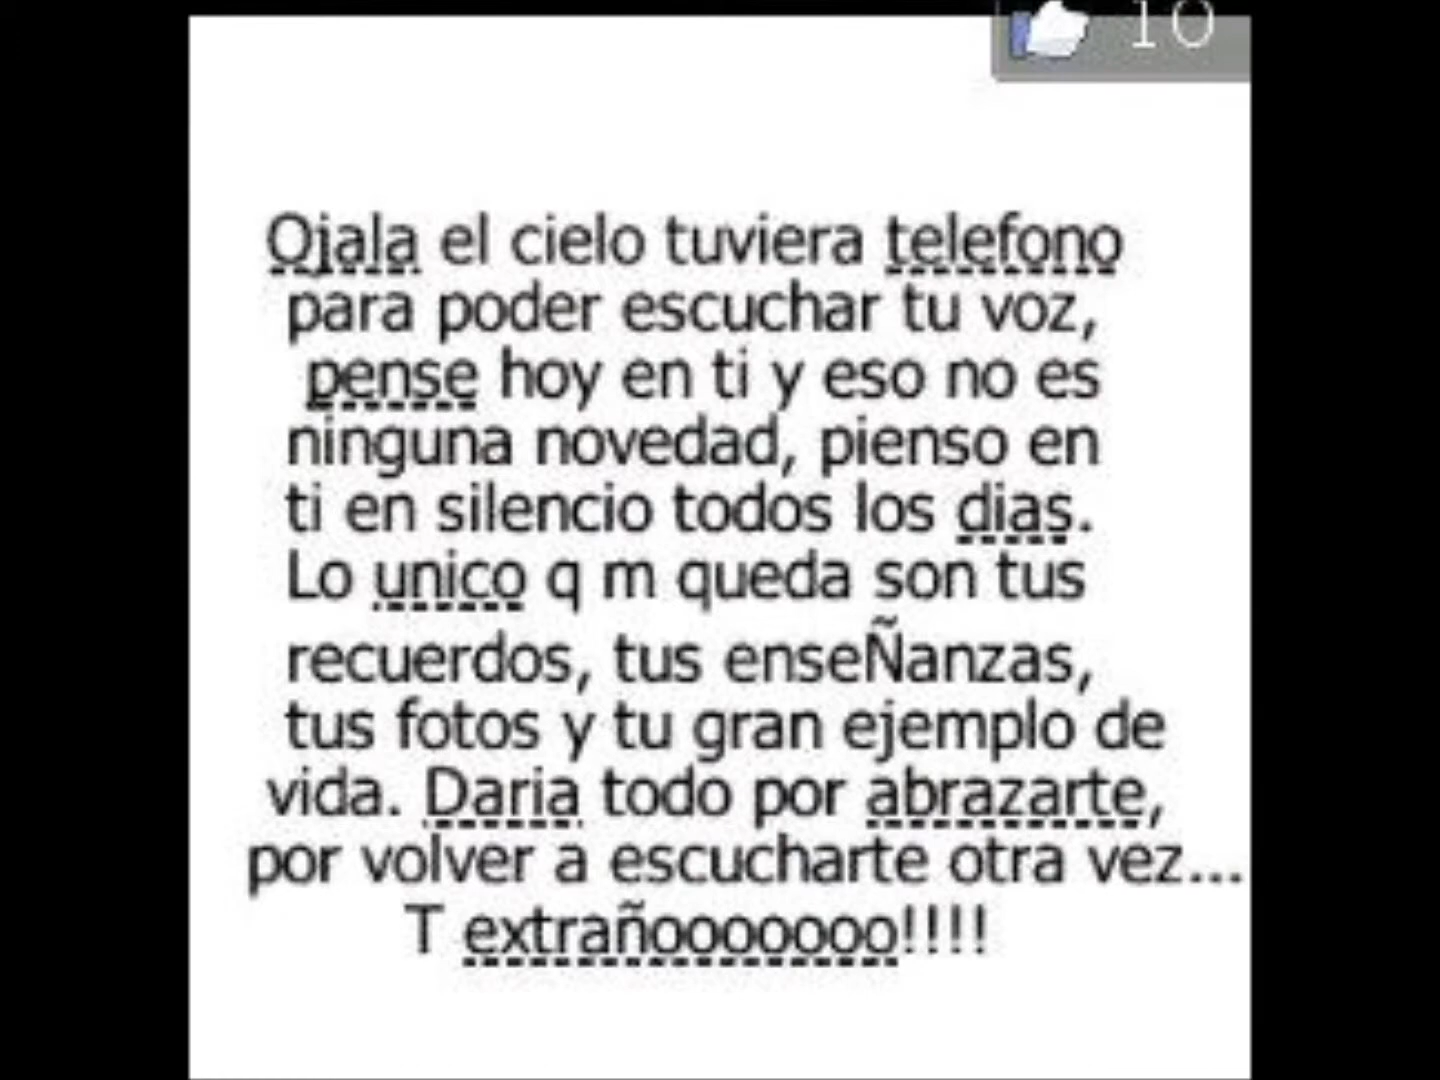 10
Ojala el cielo tuviera telefono
para poder escuchar tu voz,
pense hoy en ti y eso no es
ninguna novedad, pienso en
ti en silencio todos los dias.
Lo unico q m queda son tus
recuerdos, tus enseÑanzas,
tus fotos y tu gran ejemplo de
vida. Daria todo por abrazarte,
por volver a escucharte otra vez...
T extrañooooooo!!!!